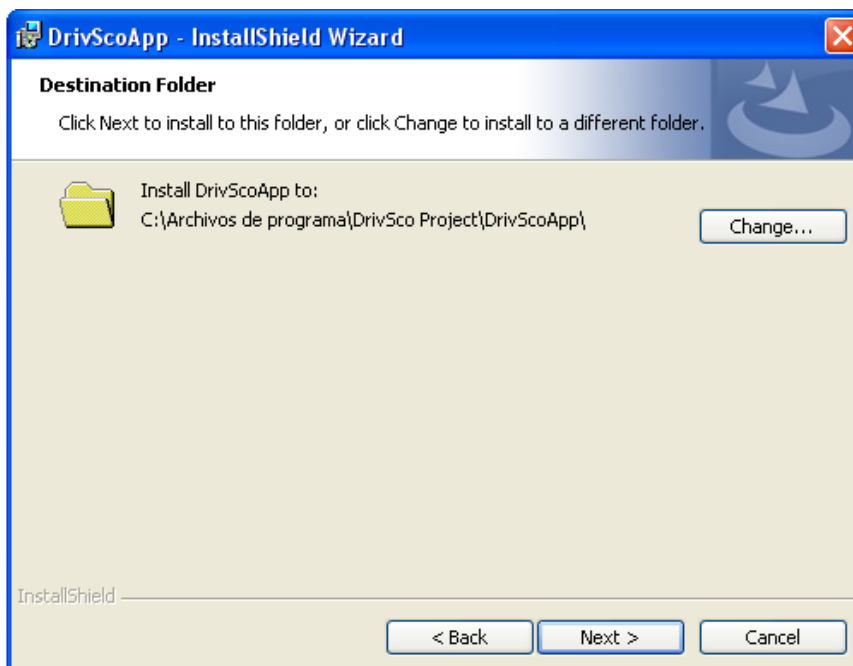 DrivScoApp - InstallShield Wizard
Destination Folder
Click Next to install to this folder, or click Change to install to a different folder.
Install DrivScoApp to:
C:\Archivos de programa\DrivSco Project\DrivScoApp\
Change...
InstallShield
< Back
Next >
Cancel